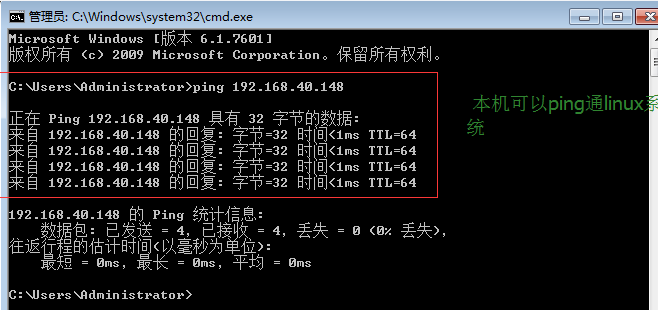 管理员: C:\Windows\system32\cmd.exe
Microsoft Windows [版本 6.1.7601]
版权所有 (c) 2009 Microsoft Corporation。保留所有权利。
C:\Users\Administrator>ping 192.168.40.148
正在 Ping 192.168.40.148 具有 32 字节的数据:
来自 192.168.40.148 的回复: 字节=32 时间<1ms TTL=64
来自 192.168.40.148 的回复: 字节=32 时间<1ms TTL=64
来自 192.168.40.148 的回复: 字节=32 时间<1ms TTL=64
来自 192.168.40.148 的回复: 字节=32 时间<1ms TTL=64
192.168.40.148 的 Ping 统计信息:
数据包: 已发送 = 4, 已接收 = 4, 丢失 = 0 (0% 丢失),
往返行程的估计时间(以毫秒为单位):
最短 = 0ms, 最长 = 0ms, 平均 = 0ms
C:\Users\Administrator>
本机可以ping通linux系
统